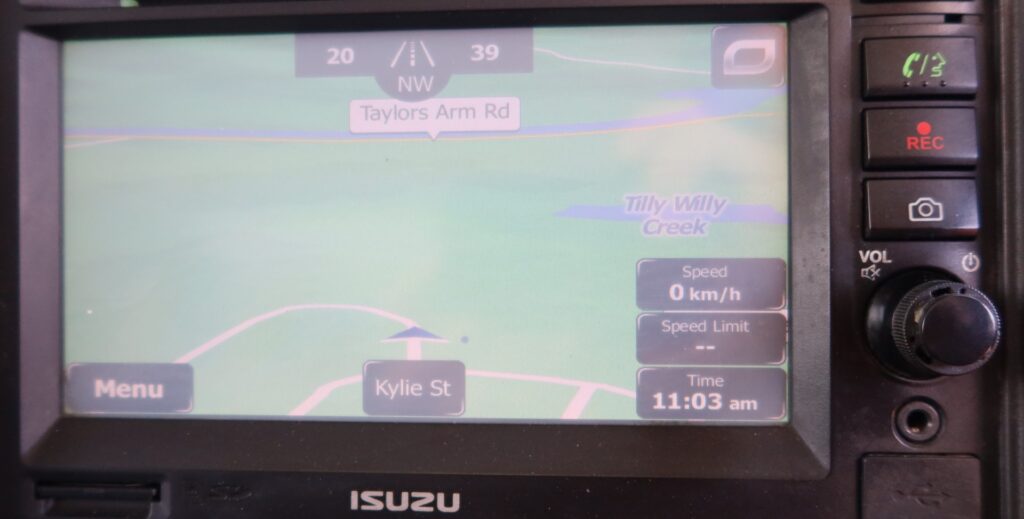 20
39
NW
Taylors Arm Rd
REC
Tilly Willy
Creek
VOL
Speed
0 km/h
Speed Limit
--
Menu
Kylie St
Time
11:03 am
ISUZU